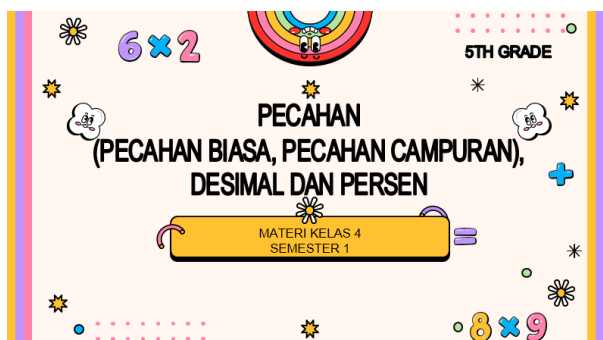 6 × 2
5TH GRADE
PECAHAN
(PECAHAN BIASA, PECAHAN CAMPURAN),
DESIMAL DAN PERSEN
MATERI KELAS 4
SEMESTER 1
8 × 9